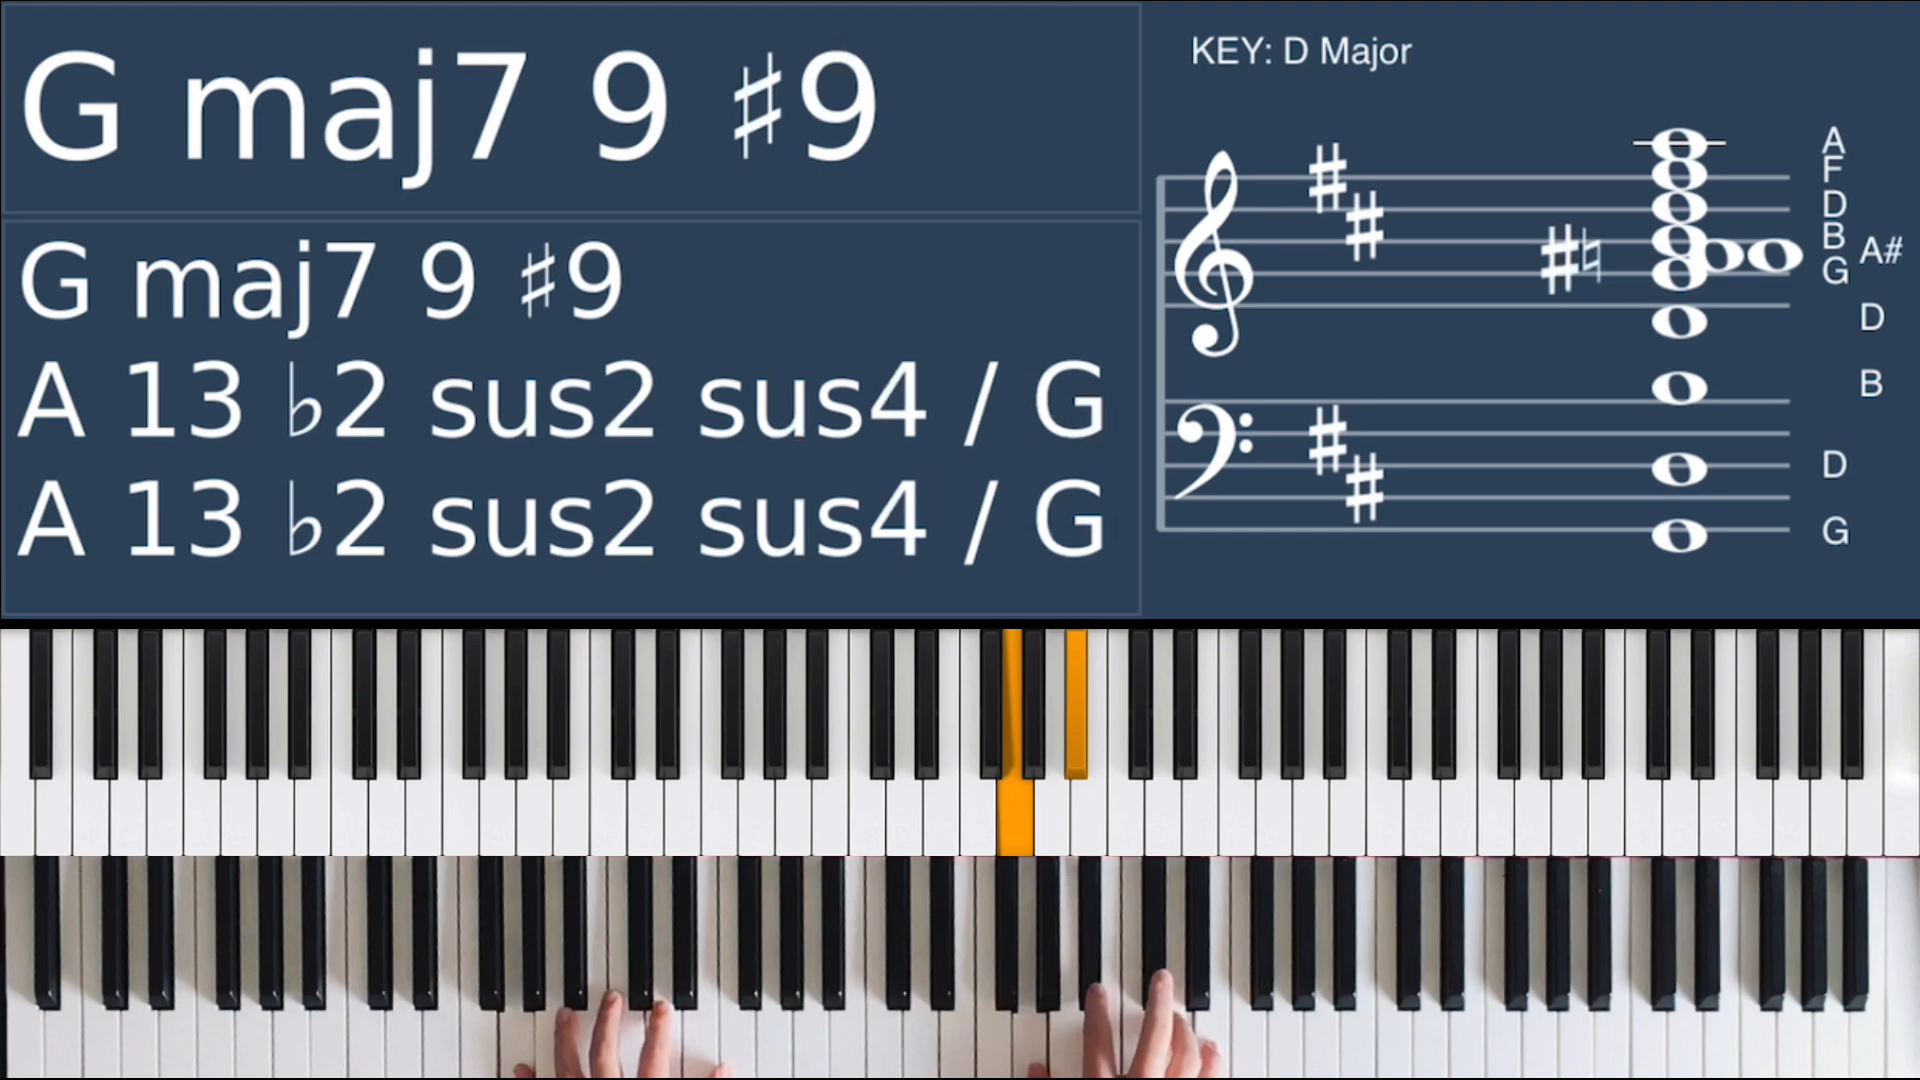 G maj7 9 ♯9
G maj7 9 ♯9
A 13 ♭2 sus2 sus4 / G
A 13 ♭2 sus2 sus4 / G
KEY: D Major
A
F
D
B
A#
G
D
B
D
G